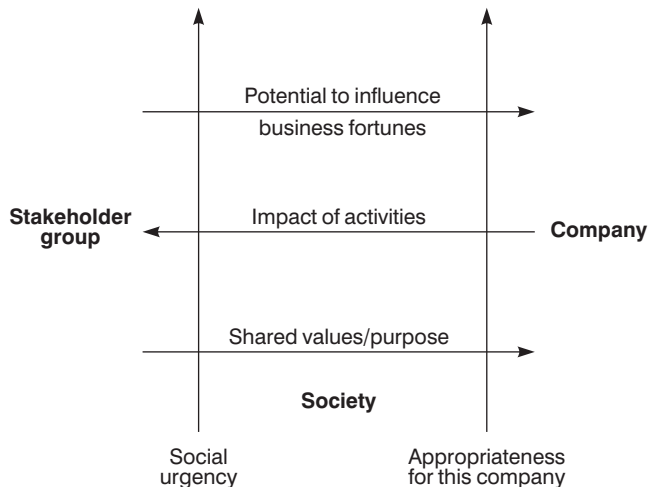 Potential to influence
business fortunes
Stakeholder
group
Impact of activities
Company
Shared values/purpose
Society
Social
urgency
Appropriateness
for this company